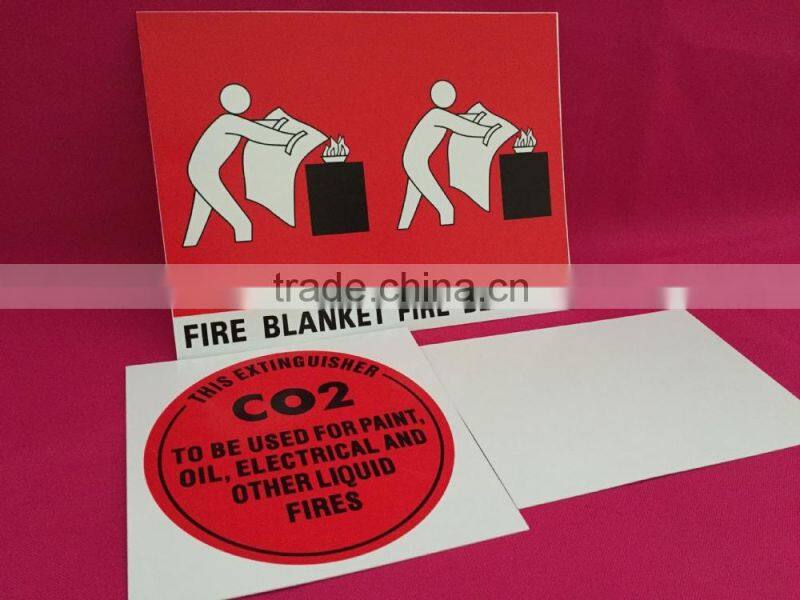 trade.china.cn
FIRE BLANKET FIRE
THIS EXTINGUISHER
CO2
TO BE USED FOR PAINT,
OIL, ELECTRICAL AND
OTHER LIQUID
FIRES